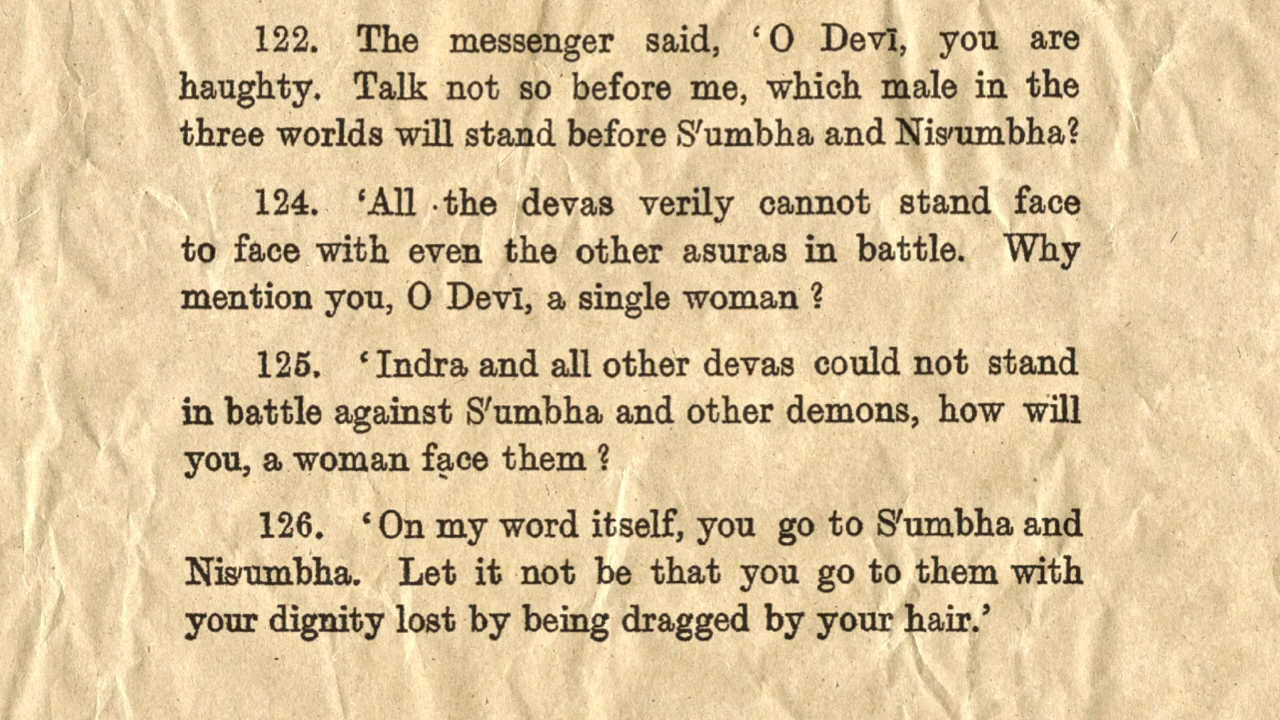 122. The messenger said, ‘O Devī, you are
haughty. Talk not so before me, which male in the
three worlds will stand before S′umbha and Nis′umbha?
124. ‘All the devas verily cannot stand face
to face with even the other asuras in battle. Why
mention you, O Devī, a single woman ?
125. ‘Indra and all other devas could not stand
in battle against S′umbha and other demons, how will
you, a woman face them ?
126. ‘On my word itself, you go to S′umbha and
Nis′umbha. Let it not be that you go to them with
your dignity lost by being dragged by your hair.’